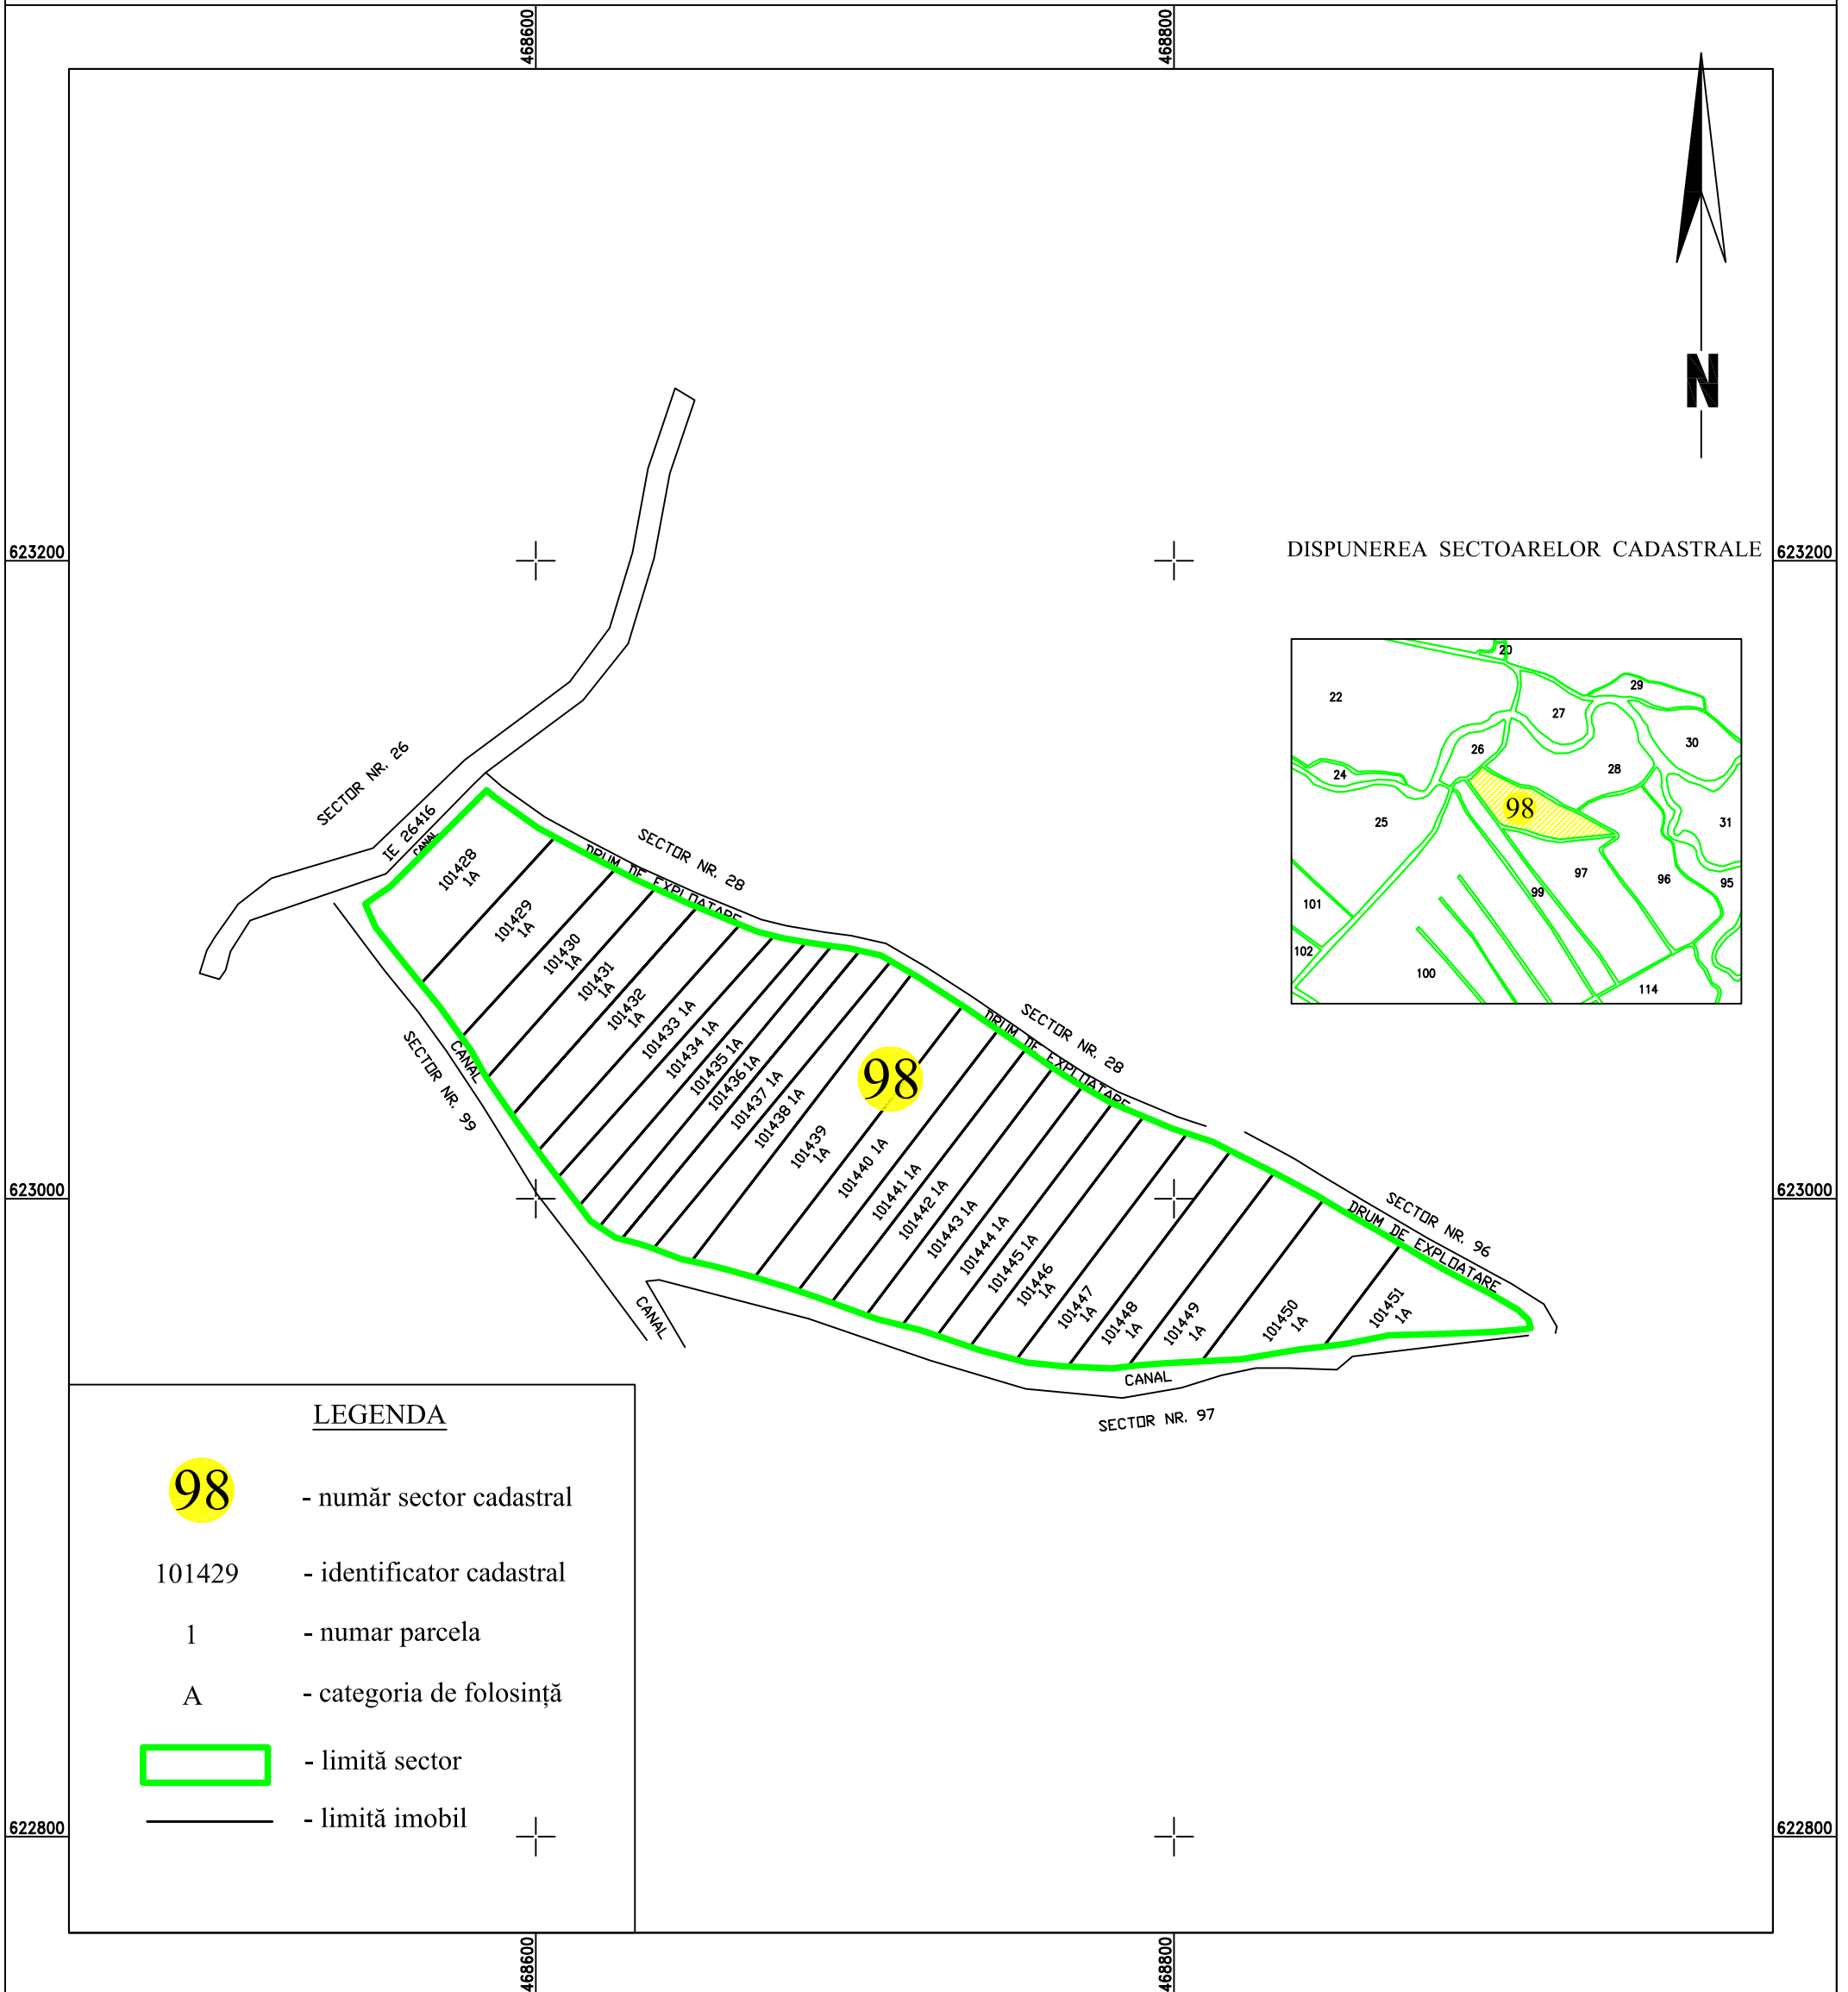 468600
468800
623200
623200
DISPUNEREA SECTOARELOR CADASTRALE
N
20
22
29
27
30
26
28
24
98
25
31
97
96
95
99
101
102
100
114
SECTOR NR. 26
IE 26416
CANAL
SECTOR NR. 28
DRUM DE EXPLOATARE
101428
1A
101429
1A
101430
1A
101431
1A
101432
1A
101433 1A
101434 1A
101435 1A
101436 1A
101437 1A
101438 1A
98
101439
1A
101440 1A
101441 1A
101442 1A
101443 1A
101444 1A
101445 1A
101446
1A
101447
1A
101448
1A
101449
1A
101450
1A
101451
1A
SECTOR NR. 28
DRUM DE EXPLOATARE
SECTOR NR. 99
CANAL
SECTOR NR. 96
DRUM DE EXPLOATARE
623000
623000
CANAL
CANAL
SECTOR NR. 97
LEGENDA
98 - număr sector cadastral
101429 - identificator cadastral
1 - numar parcela
A - categoria de folosință
- limită sector
- limită imobil
622800
622800
468600
468800